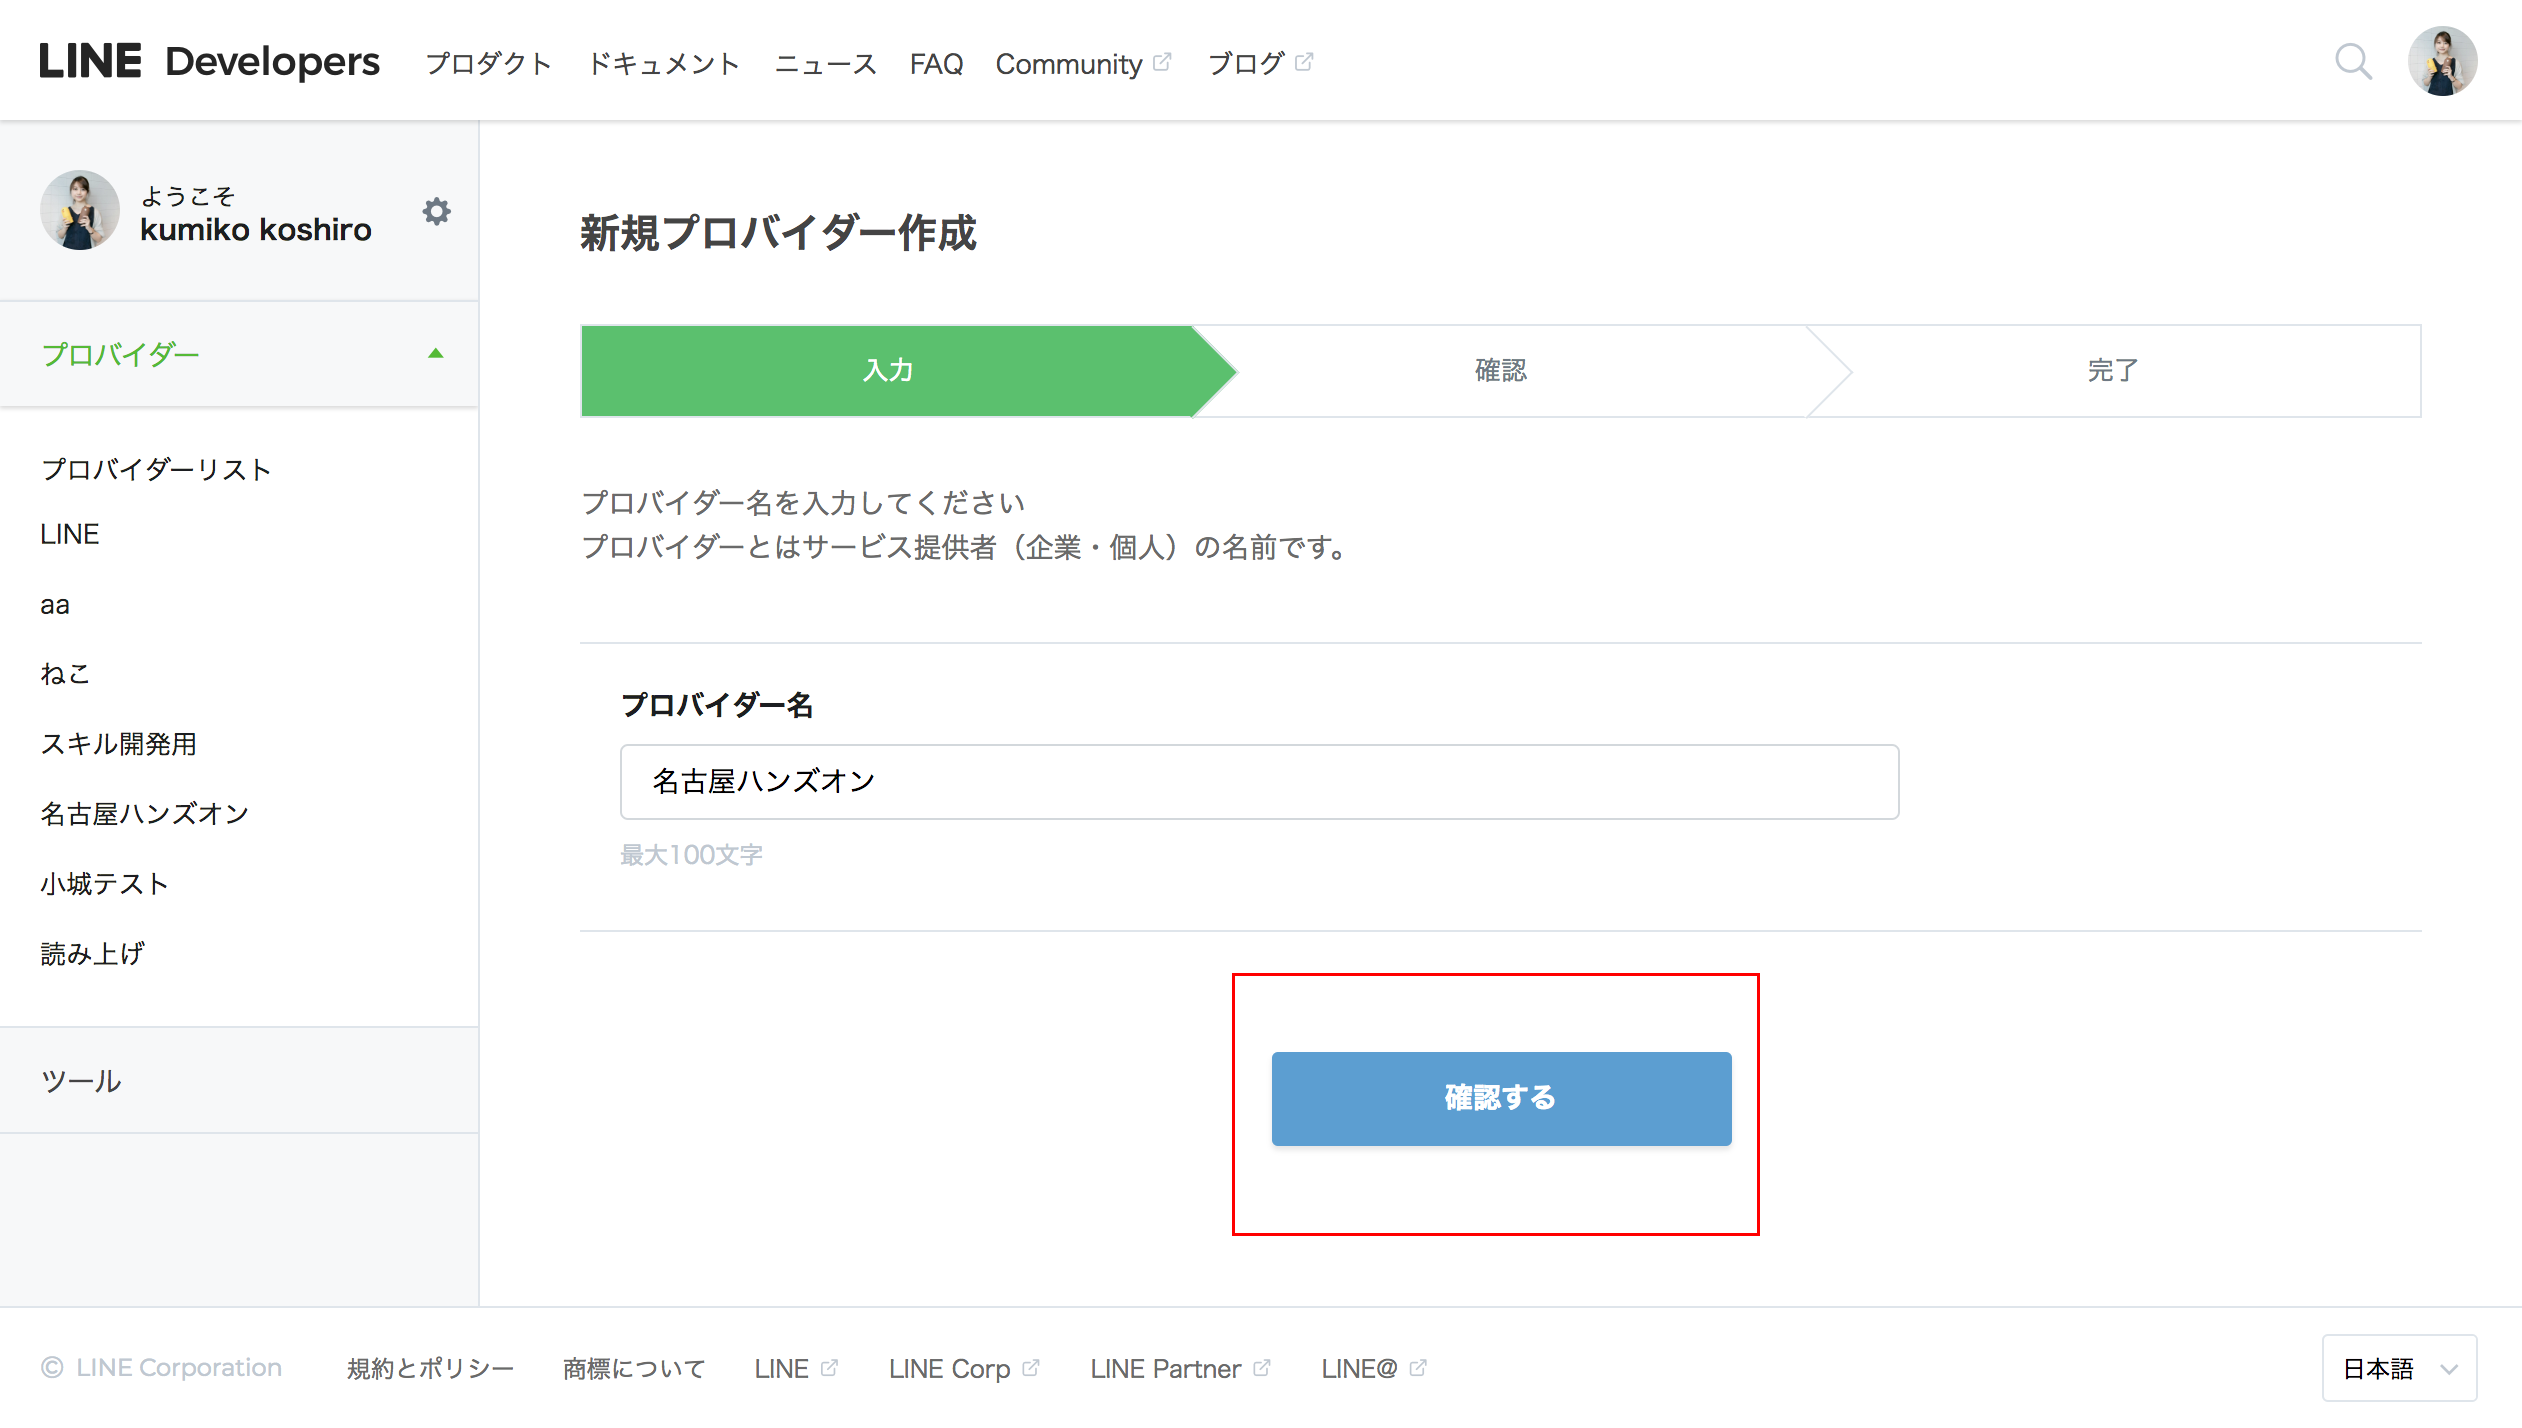 LINE Developers プロダクト ドキュメント ニュース FAQ Community ブログ
ようこそ
kumiko koshiro
プロバイダー
プロバイダーリスト
LINE
aa
ねこ
スキル開発用
名古屋ハンズオン
小城テスト
読み上げ
ツール
新規プロバイダー作成
入力 確認 完了
プロバイダー名を入力してください
プロバイダーとはサービス提供者（企業・個人）の名前です。
プロバイダー名
名古屋ハンズオン
最大100文字
確認する
© LINE Corporation 規約とポリシー 商標について LINE LINE Corp LINE Partner LINE@ 日本語